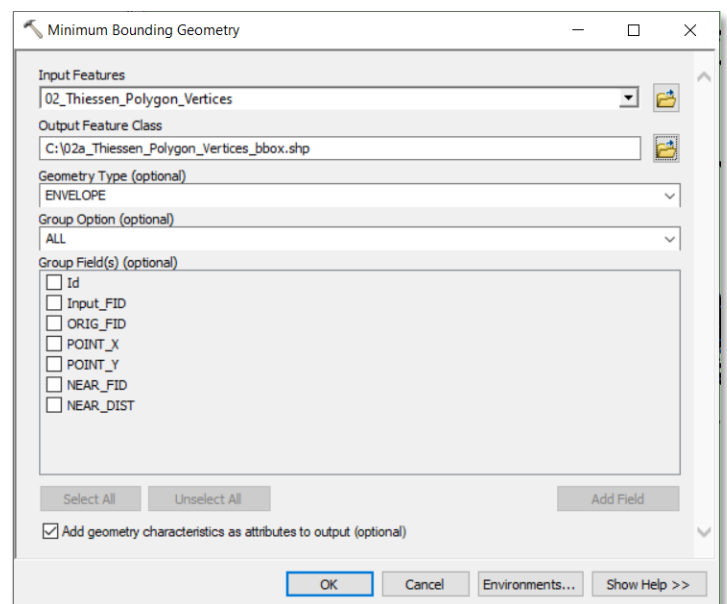 Minimum Bounding Geometry
Input Features
02_Thiessen_Polygon_Vertices
Output Feature Class
C:\02a_Thiessen_Polygon_Vertices_bbox.shp
Geometry Type (optional)
ENVELOPE
Group Option (optional)
ALL
Group Field(s) (optional)
Id
Input_FID
ORIG_FID
POINT_X
POINT_Y
NEAR_FID
NEAR_DIST
Select All Unselect All Add Field
Add geometry characteristics as attributes to output (optional)
OK Cancel Environments... Show Help >>